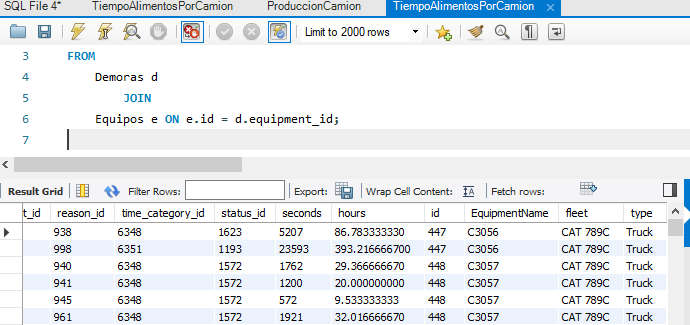 SQL File 4* TiempoAlimentosPorCamion ProduccionCamion TiempoAlimentosPorCamion
Limit to 2000 rows
3 FROM
4 Demoras d
5 JOIN
6 Equipos e ON e.id = d.equipment_id;
7
Result Grid Filter Rows: Export: Wrap Cell Content: Fetch rows:
t_id reason_id time_category_id status_id seconds hours id EquipmentName fleet type
938 6348 1623 5207 86.783333330 447 C3056 CAT 789C Truck
998 6351 1193 23593 393.216666700 447 C3056 CAT 789C Truck
940 6348 1572 1762 29.366666670 448 C3057 CAT 789C Truck
941 6348 1572 1200 20.000000000 448 C3057 CAT 789C Truck
945 6348 1572 572 9.533333333 448 C3057 CAT 789C Truck
961 6348 1572 1921 32.016666670 448 C3057 CAT 789C Truck